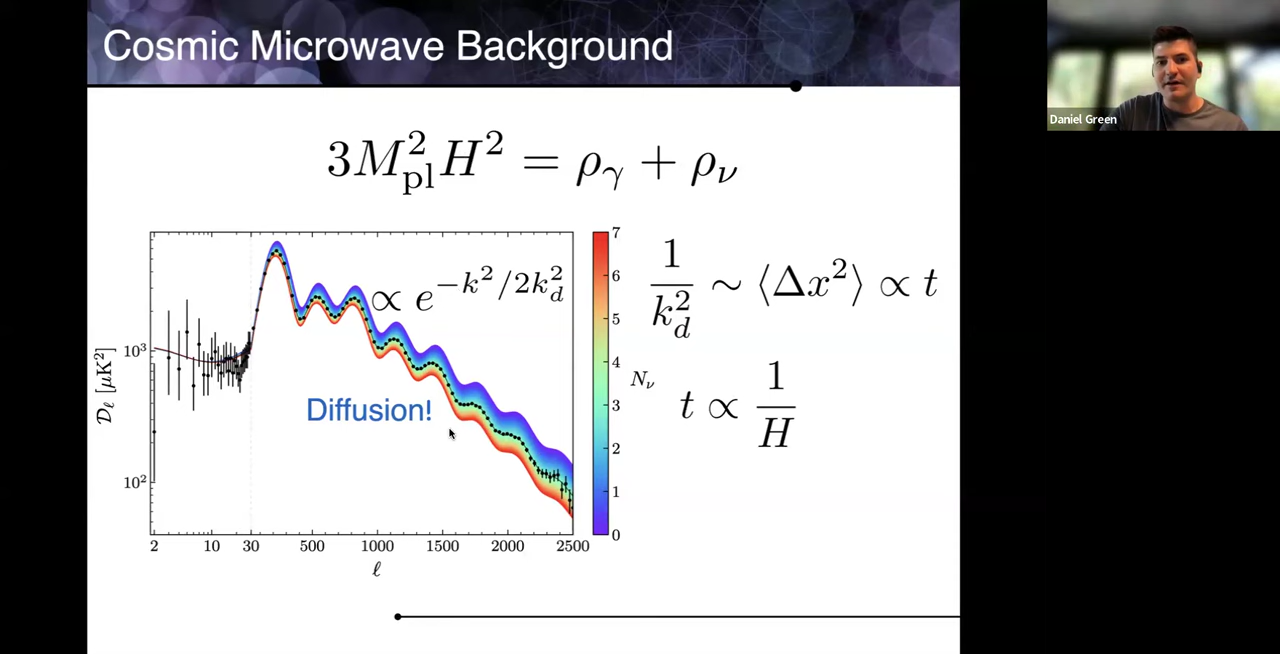 Cosmic Microwave Background
Daniel Green
3M_{pl}^2 H^2 = ρ_γ + ρ_ν
∝ e^{-k^2/2k_d^2}
1/k_d^2 ∼ ⟨Δx^2⟩ ∝ t
t ∝ 1/H
Diffusion!
D_ℓ [μK^2]
10^3
10^2
2 10 30 500 1000 1500 2000 2500
ℓ
7
6
5
4
3
2
1
0
N_ν